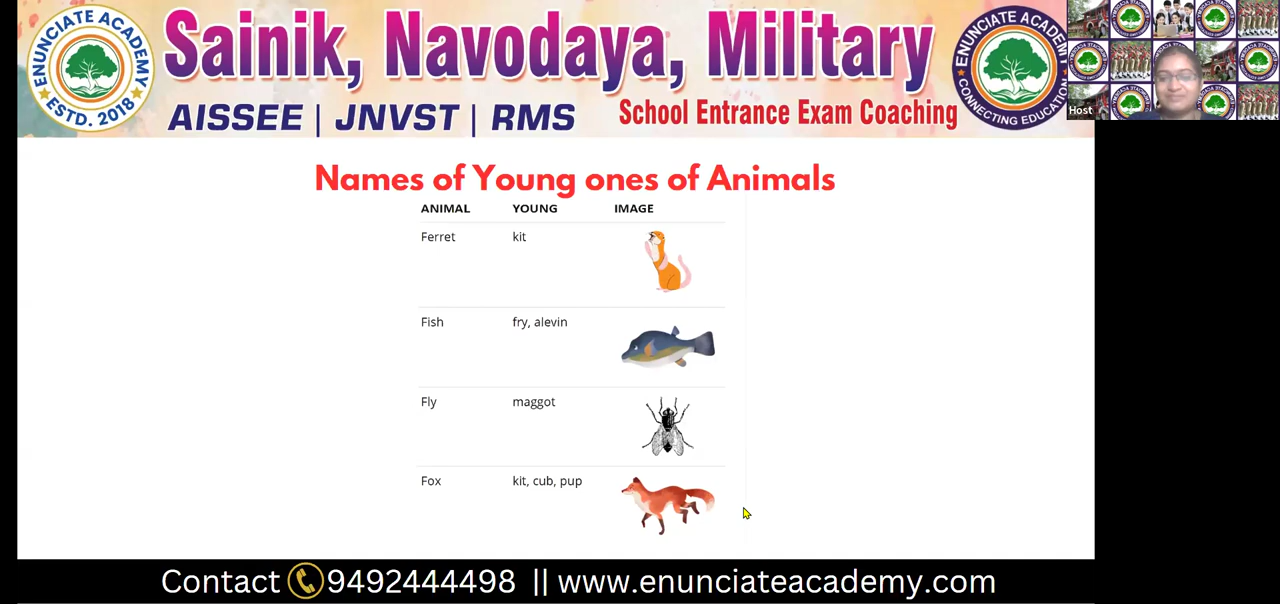 ENUNCIATE ACADEMY
ESTD. 2018
Sainik, Navodaya, Military
AISSEE | JNVST | RMS
School Entrance Exam Coaching
ENUNCIATE ACADEMY
CONNECTING EDUCATION
Host
Names of Young ones of Animals
ANIMAL YOUNG IMAGE
Ferret kit
Fish fry, alevin
Fly maggot
Fox kit, cub, pup
Contact 9492444498 || www.enunciateacademy.com